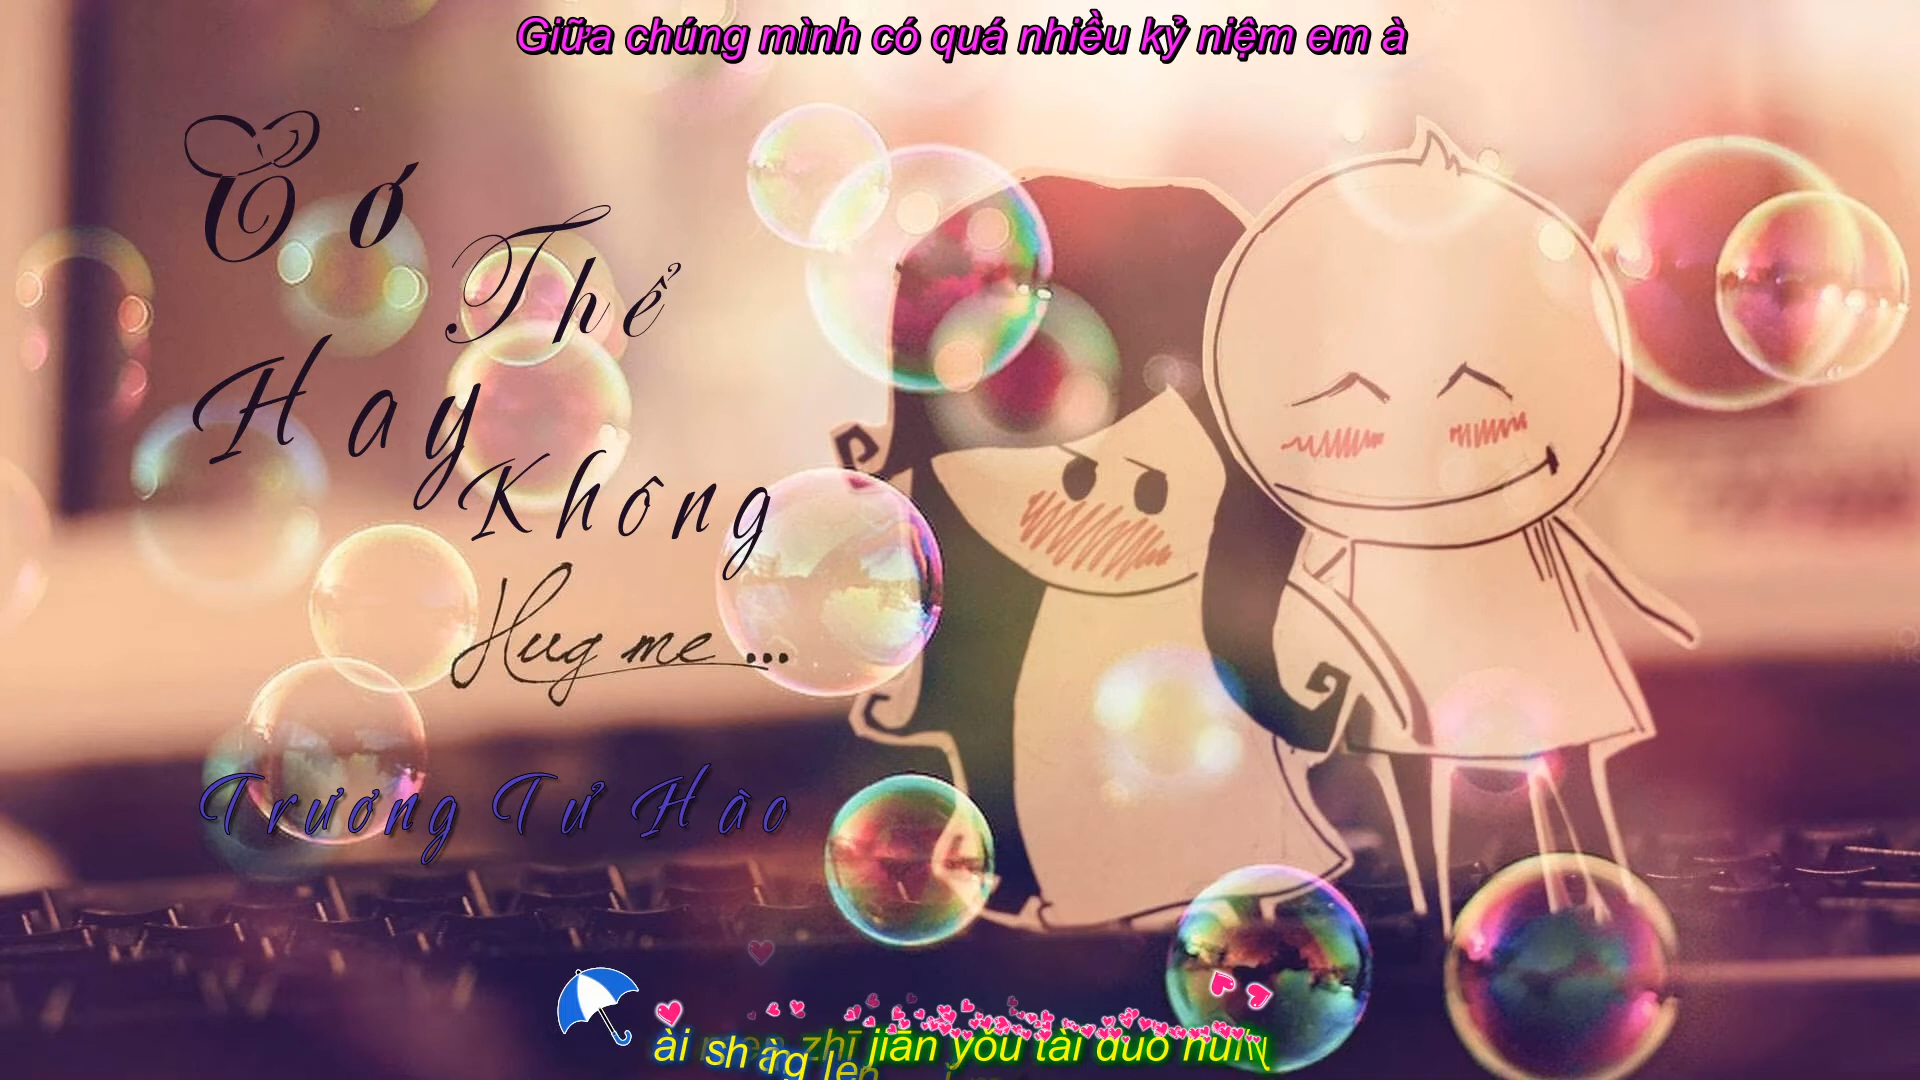 Giữa chúng mình có quá nhiều kỷ niệm em à
Có
Thể
Hay
Không
Hug me ...
Trương Tử Hào
zhī jiān yǒu tài duō